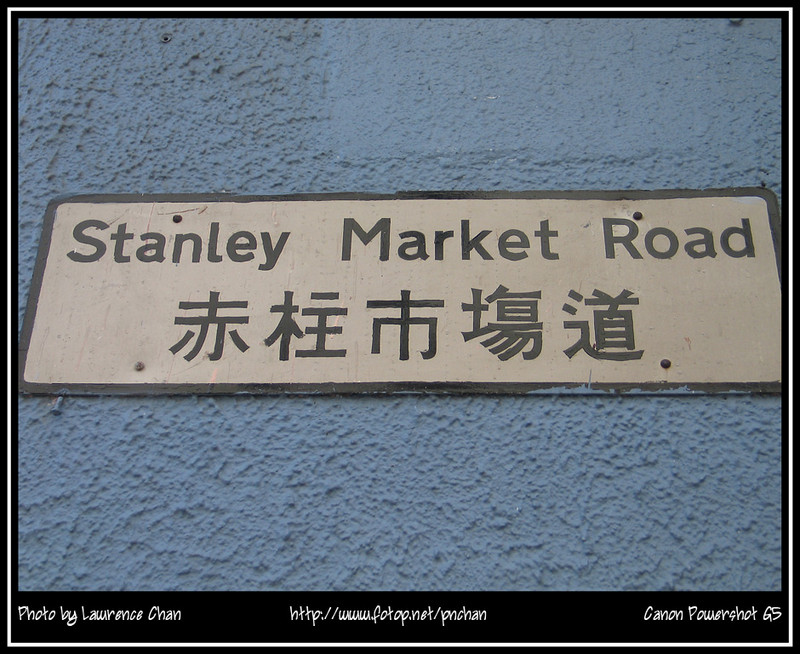 Stanley Market Road
赤柱市塲道
Photo by Lawrence Chan http://www.fotop.net/pnchan Canon Powershot G5